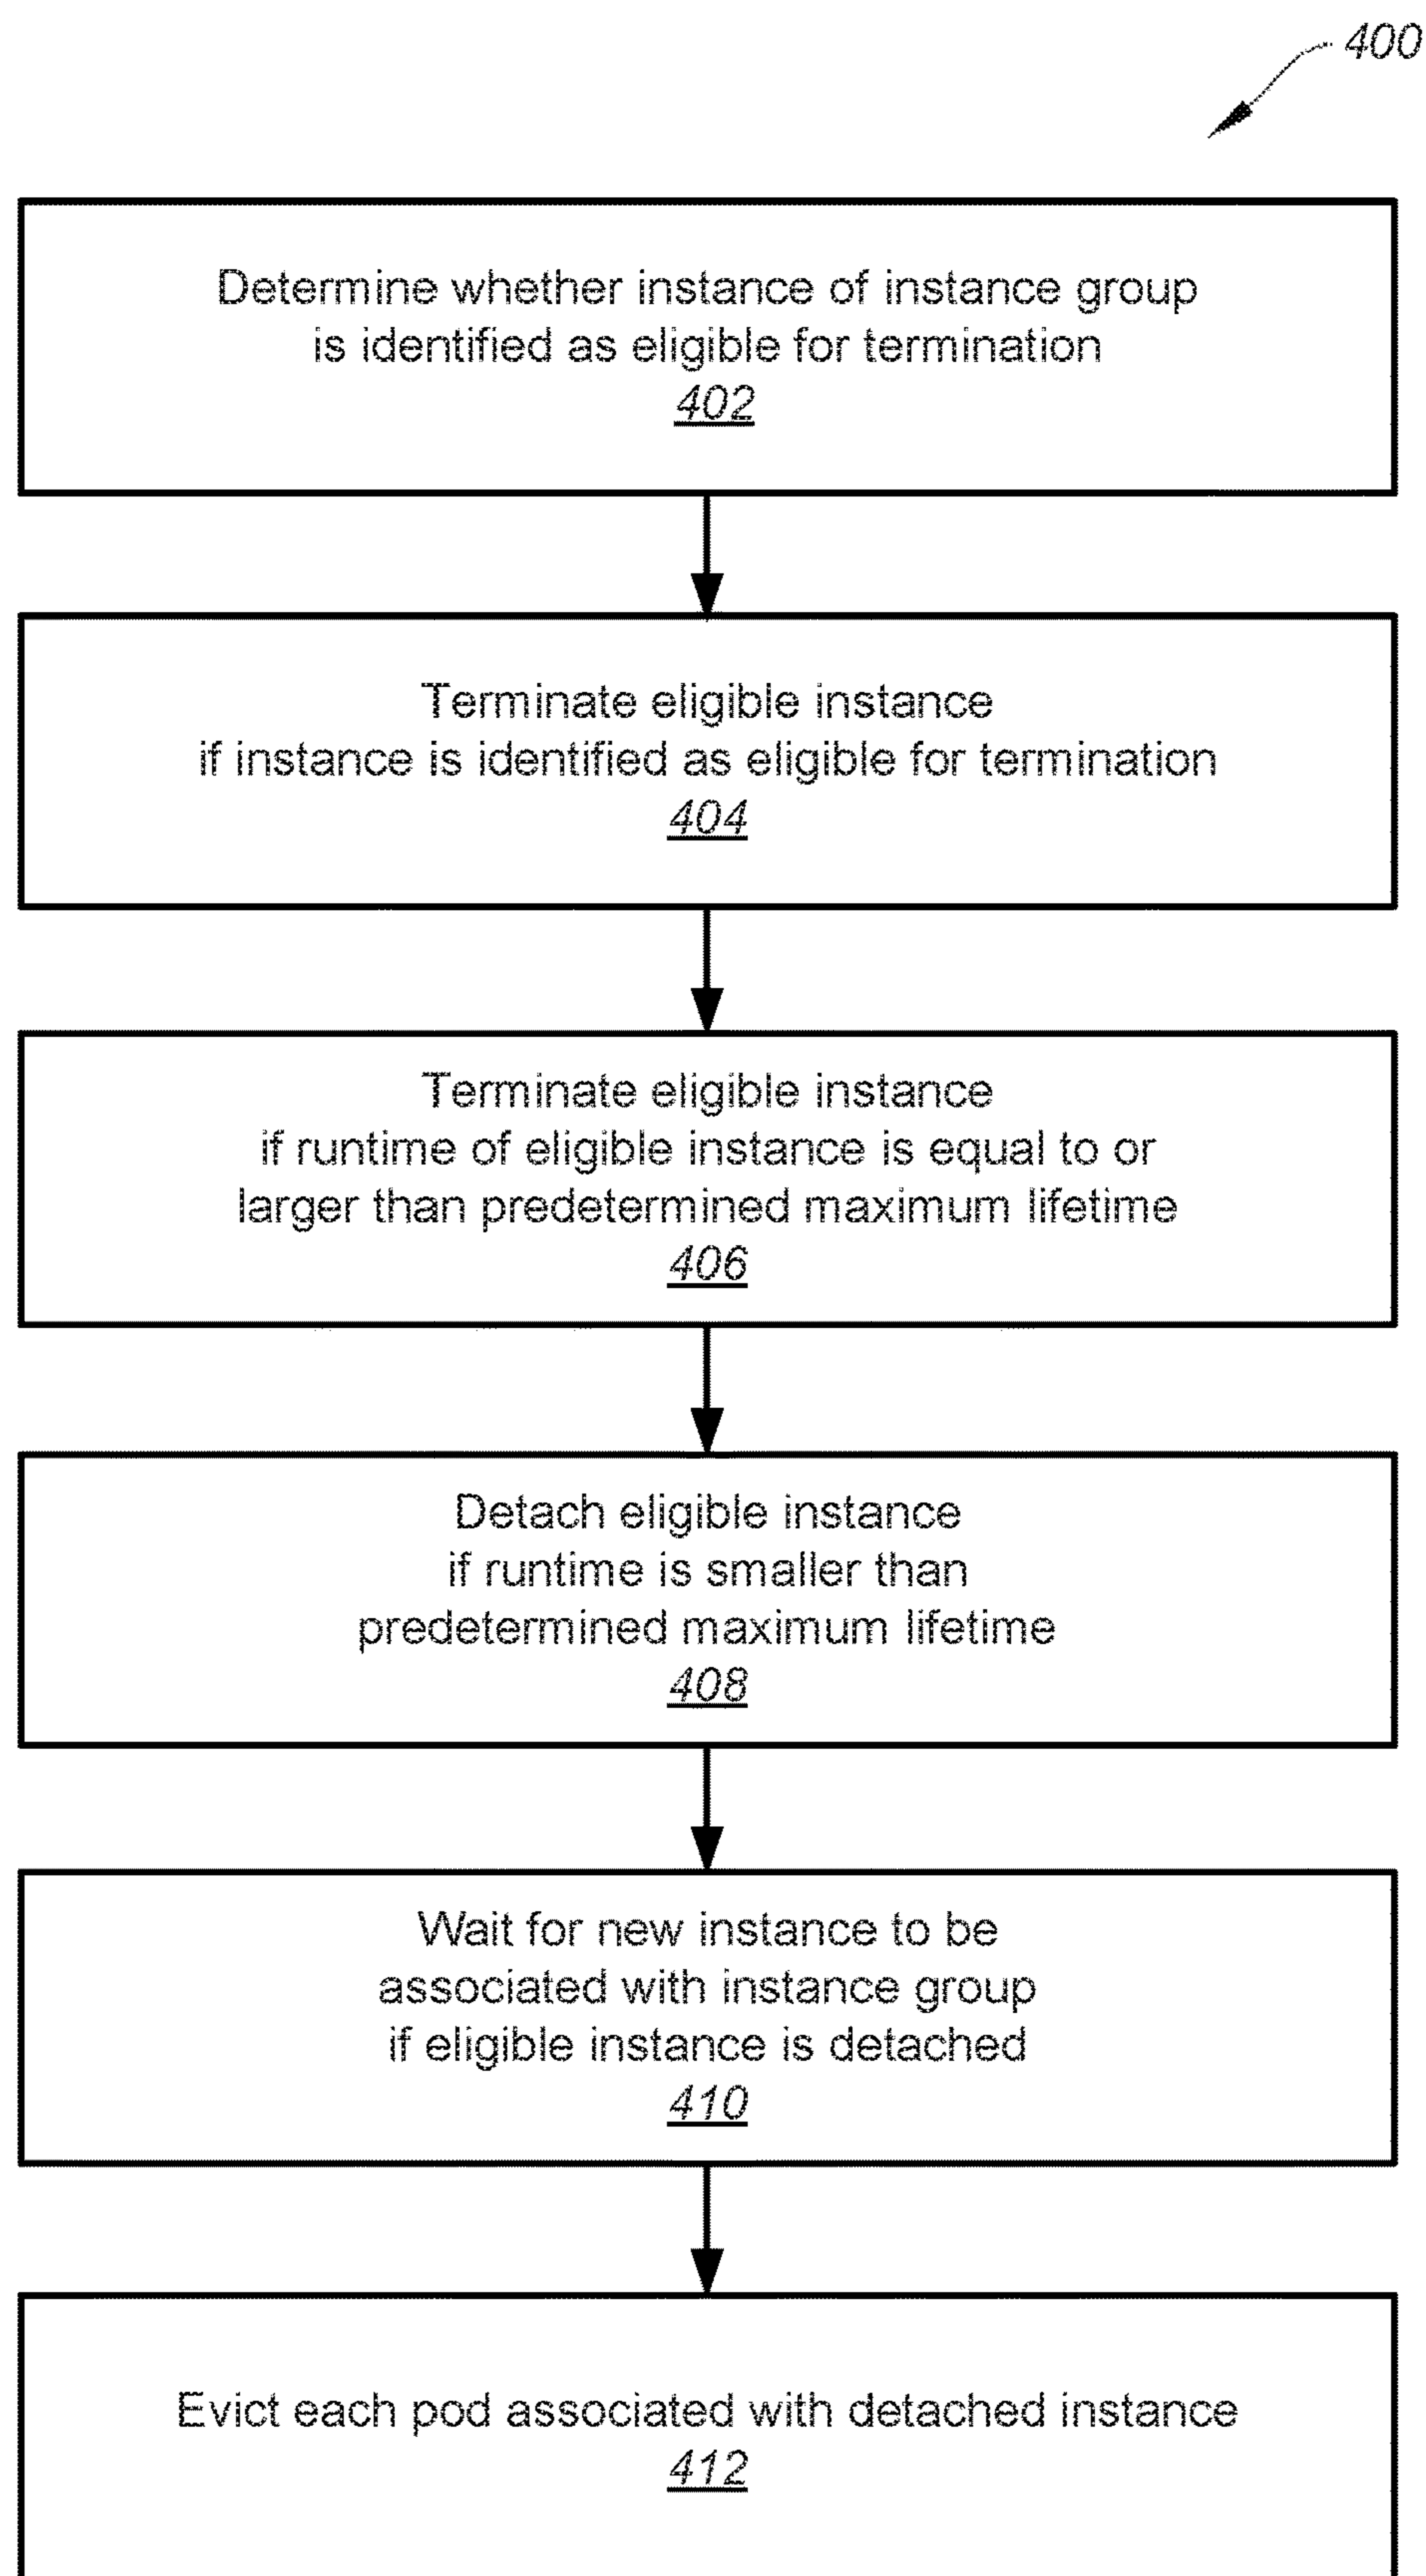 400
Determine whether instance of instance group
is identified as eligible for termination
402
Terminate eligible instance
if instance is identified as eligible for termination
404
Terminate eligible instance
if runtime of eligible instance is equal to or
larger than predetermined maximum lifetime
406
Detach eligible instance
if runtime is smaller than
predetermined maximum lifetime
408
Wait for new instance to be
associated with instance group
if eligible instance is detached
410
Evict each pod associated with detached instance
412